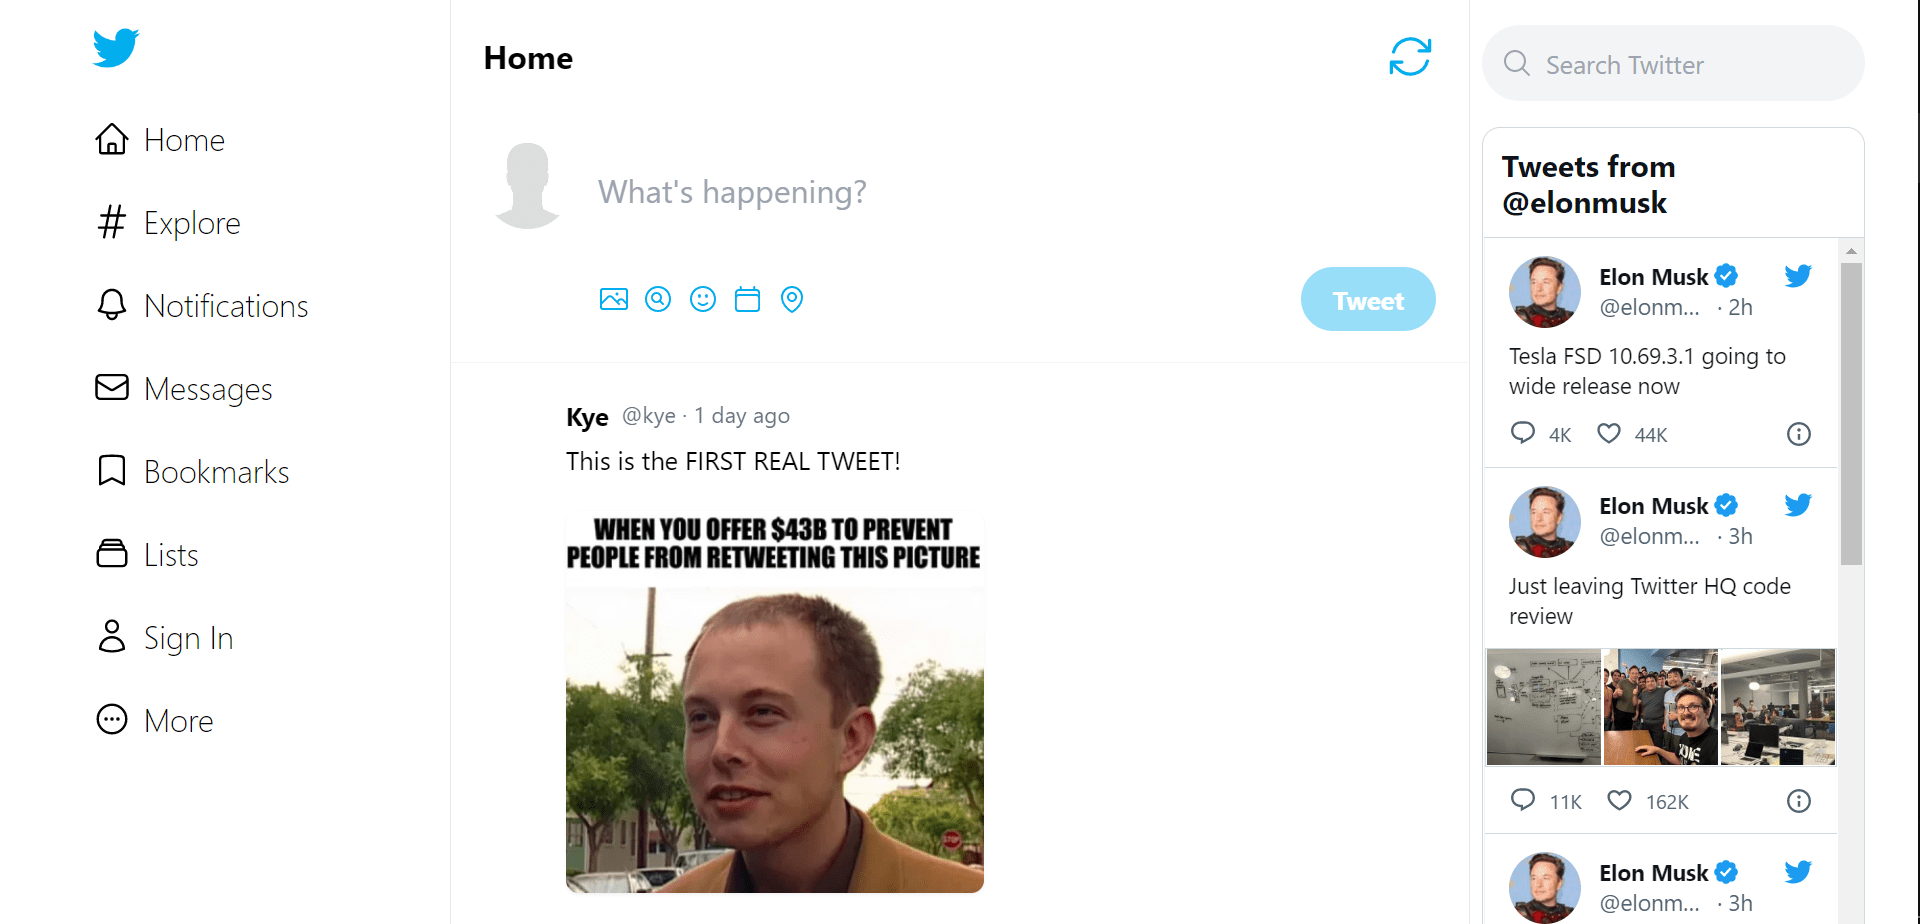 Home
Explore
Notifications
Messages
Bookmarks
Lists
Sign In
More
Home
What's happening?
Tweet
Kye @kye · 1 day ago
This is the FIRST REAL TWEET!
WHEN YOU OFFER $43B TO PREVENT
PEOPLE FROM RETWEETING THIS PICTURE
STOP
Search Twitter
Tweets from
@elonmusk
Elon Musk
@elonm... · 2h
Tesla FSD 10.69.3.1 going to
wide release now
4K 44K
Elon Musk
@elonm... · 3h
Just leaving Twitter HQ code
review
11K 162K
Elon Musk
@elonm... · 3h